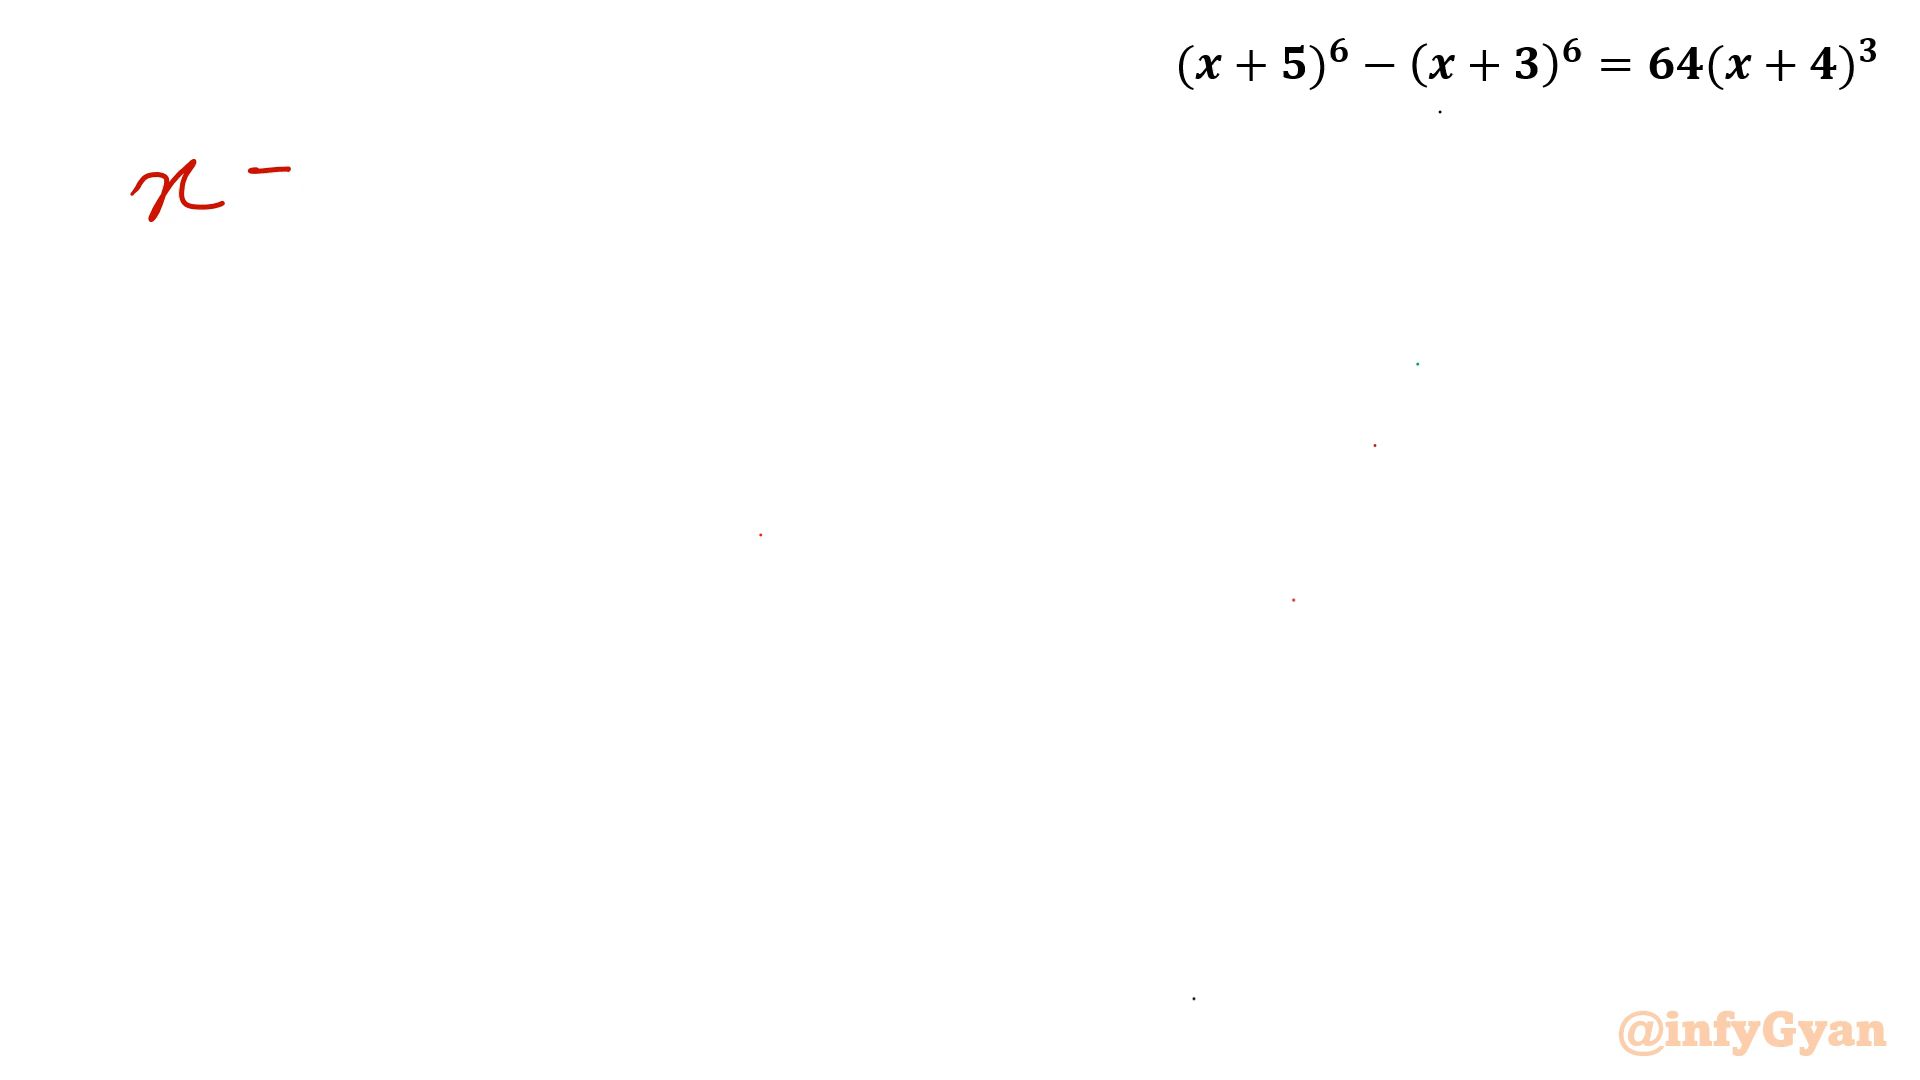 (x + 5)⁶ − (x + 3)⁶ = 64(x + 4)³
x −
@infyGyan